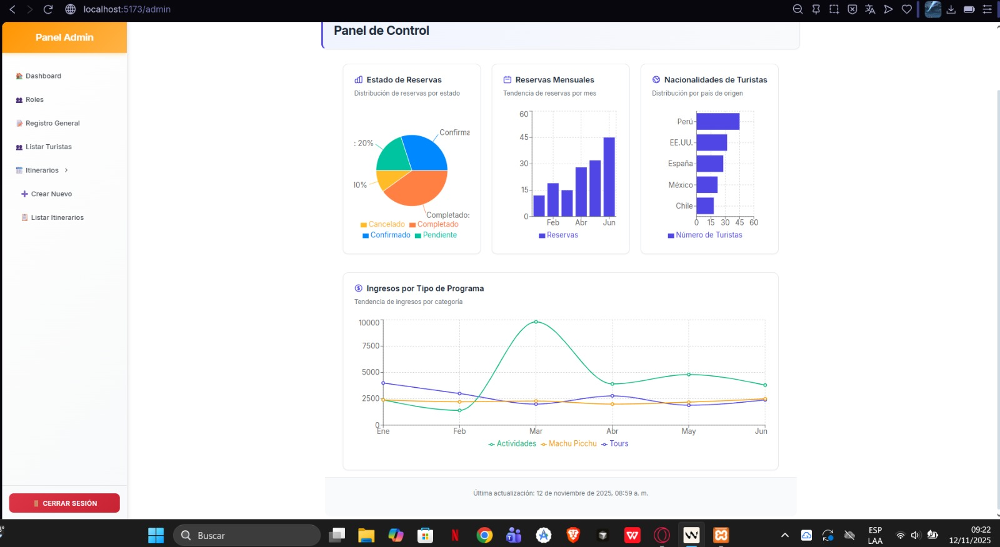 localhost:5173/admin
Panel Admin
Dashboard
Roles
Registro General
Listar Turistas
Itinerarios
Crear Nuevo
Listar Itinerarios
CERRAR SESIÓN
Panel de Control
Estado de Reservas
Distribución de reservas por estado
Confirma
: 20%
10%
Completado:
Cancelado Completado
Confirmado Pendiente
Reservas Mensuales
Tendencia de reservas por mes
60
45
30
15
0
Feb Abr Jun
Reservas
Nacionalidades de Turistas
Distribución por país de origen
Perú
EE.UU.
España
México
Chile
0 15 30 45 60
Número de Turistas
Ingresos por Tipo de Programa
Tendencia de ingresos por categoría
10000
7500
5000
2500
0
Ene Feb Mar Abr May Jun
Actividades Machu Picchu Tours
Última actualización: 12 de noviembre de 2025, 08:59 a. m.
Buscar
ESP
LAA
09:22
12/11/2025